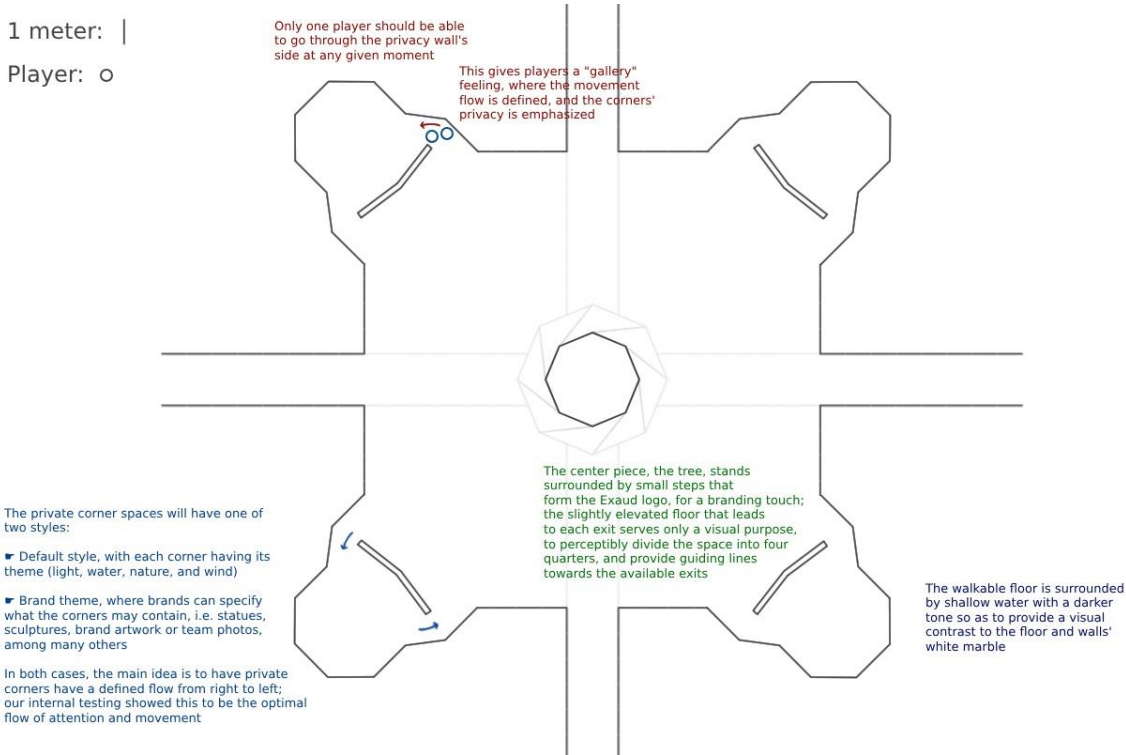 1 meter:
Player:
Only one player should be able
to go through the privacy wall's
side at any given moment
This gives players a "gallery"
feeling, where the movement
flow is defined, and the corners'
privacy is emphasized
The center piece, the tree, stands
surrounded by small steps that
form the Exaud logo, for a branding touch;
the slightly elevated floor that leads
to each exit serves only a visual purpose,
to perceptibly divide the space into four
quarters, and provide guiding lines
towards the available exits
The private corner spaces will have one of
two styles:
☛ Default style, with each corner having its
theme (light, water, nature, and wind)
☛ Brand theme, where brands can specify
what the corners may contain, i.e. statues,
sculptures, brand artwork or team photos,
among many others
In both cases, the main idea is to have private
corners have a defined flow from right to left;
our internal testing showed this to be the optimal
flow of attention and movement
The walkable floor is surrounded
by shallow water with a darker
tone so as to provide a visual
contrast to the floor and walls'
white marble